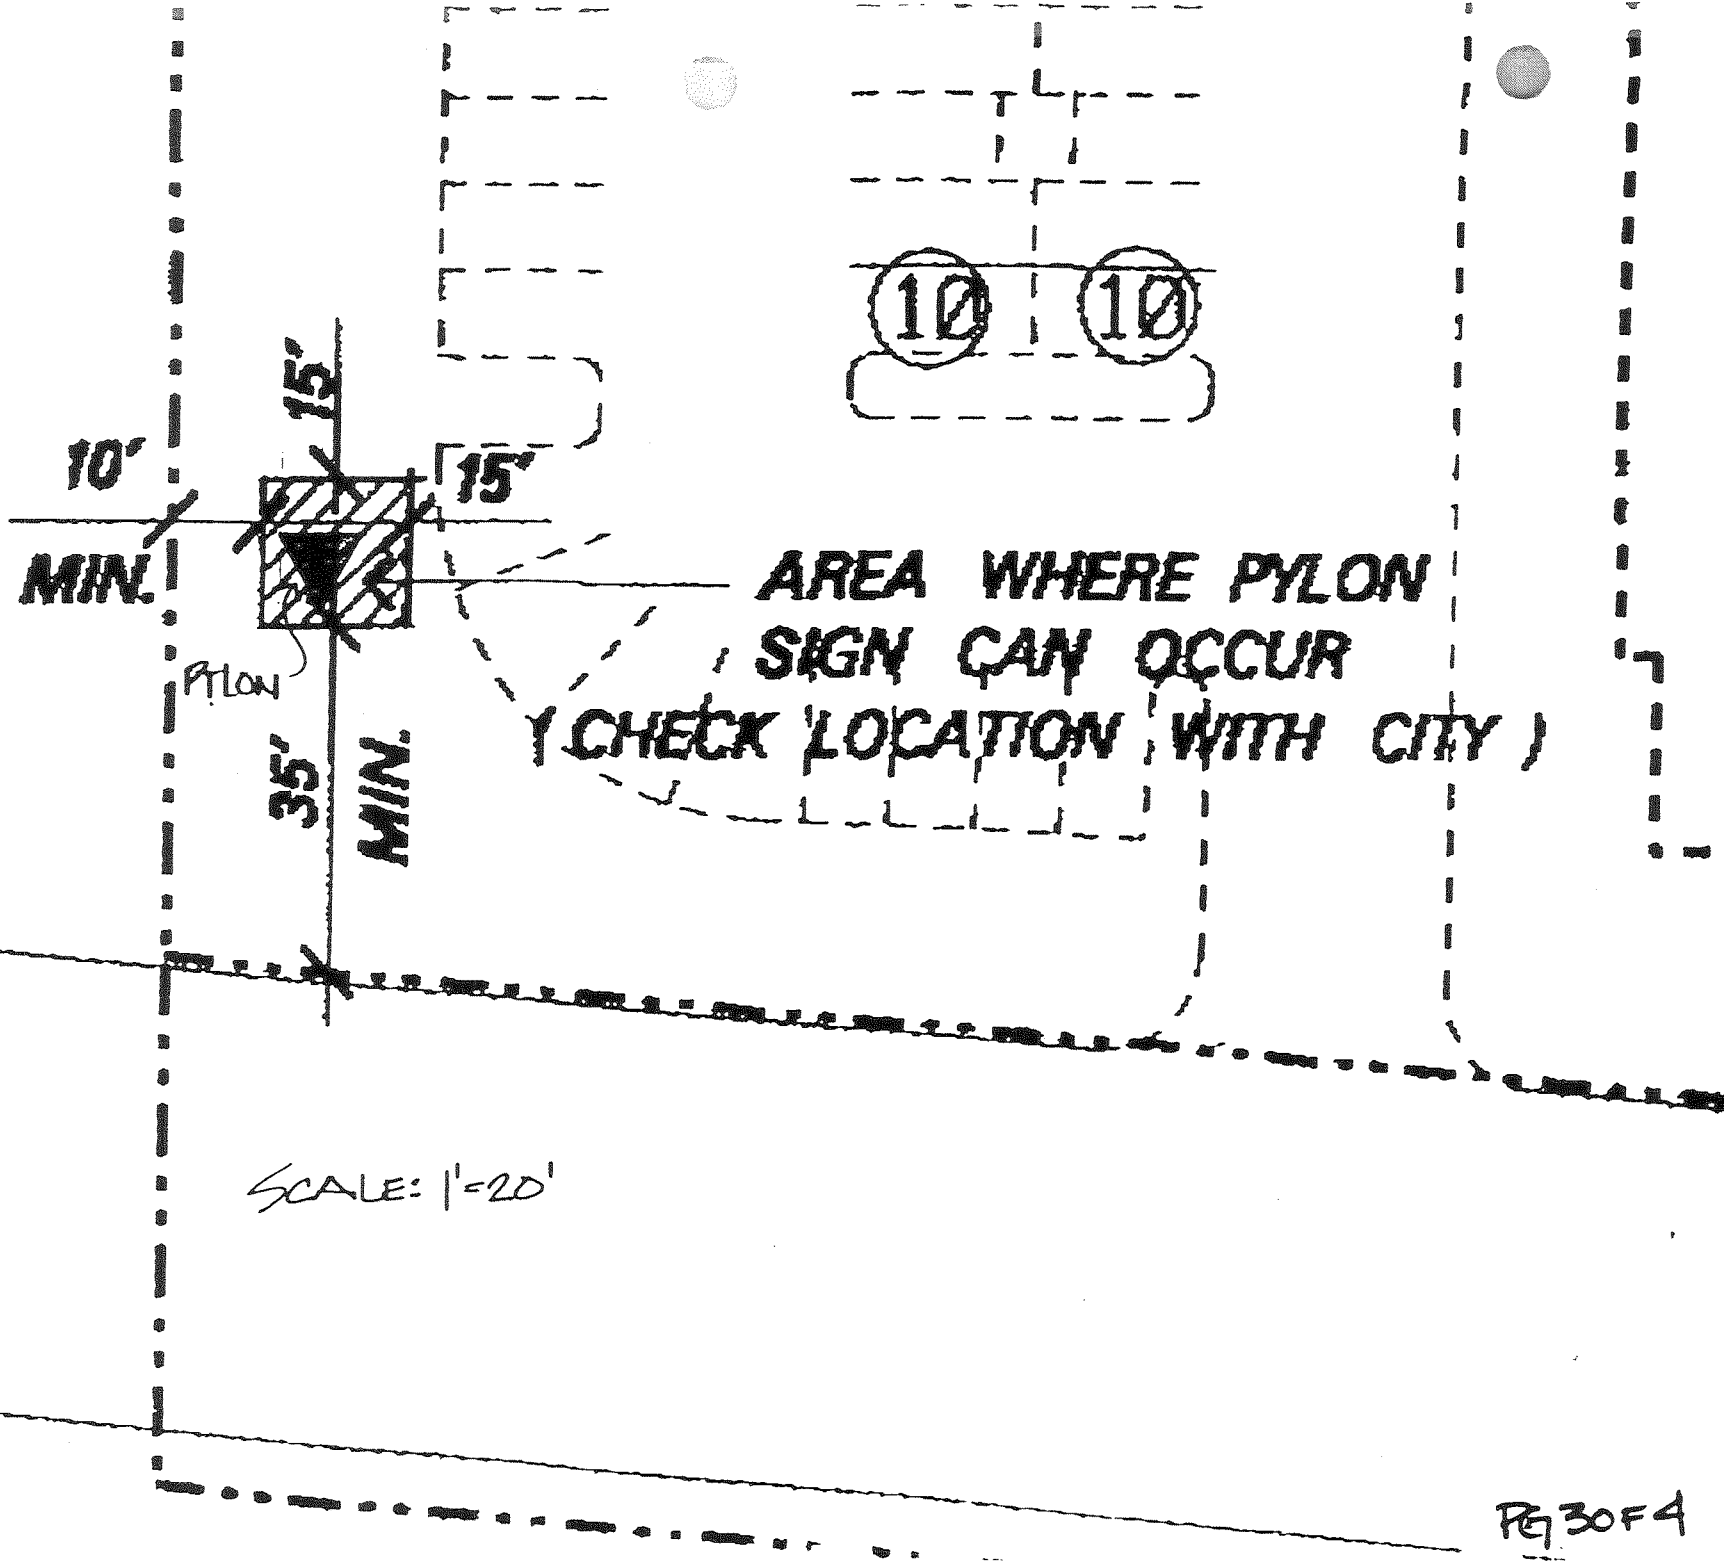 10 10
15'
10' 15'
MIN.
AREA WHERE PYLON
SIGN CAN OCCUR
( CHECK LOCATION WITH CITY )
PYLON
35'
MIN.
SCALE: 1'=20'
PG 3 OF 4